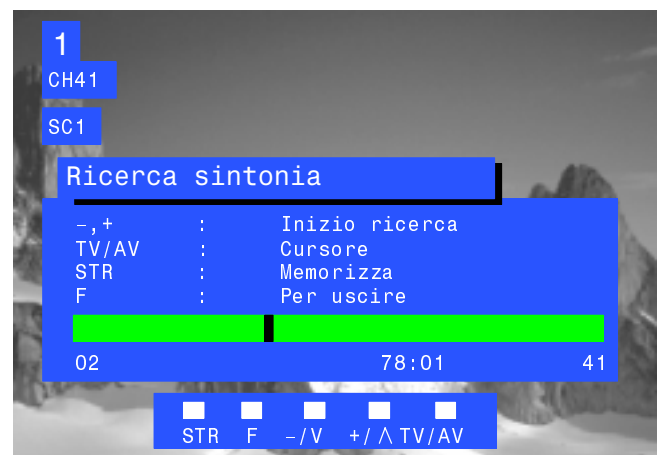 1
CH41
SC1
Ricerca sintonia
–,+ : Inizio ricerca
TV/AV : Cursore
STR : Memorizza
F : Per uscire
02 78:01 41
STR F –/V +/Λ TV/AV